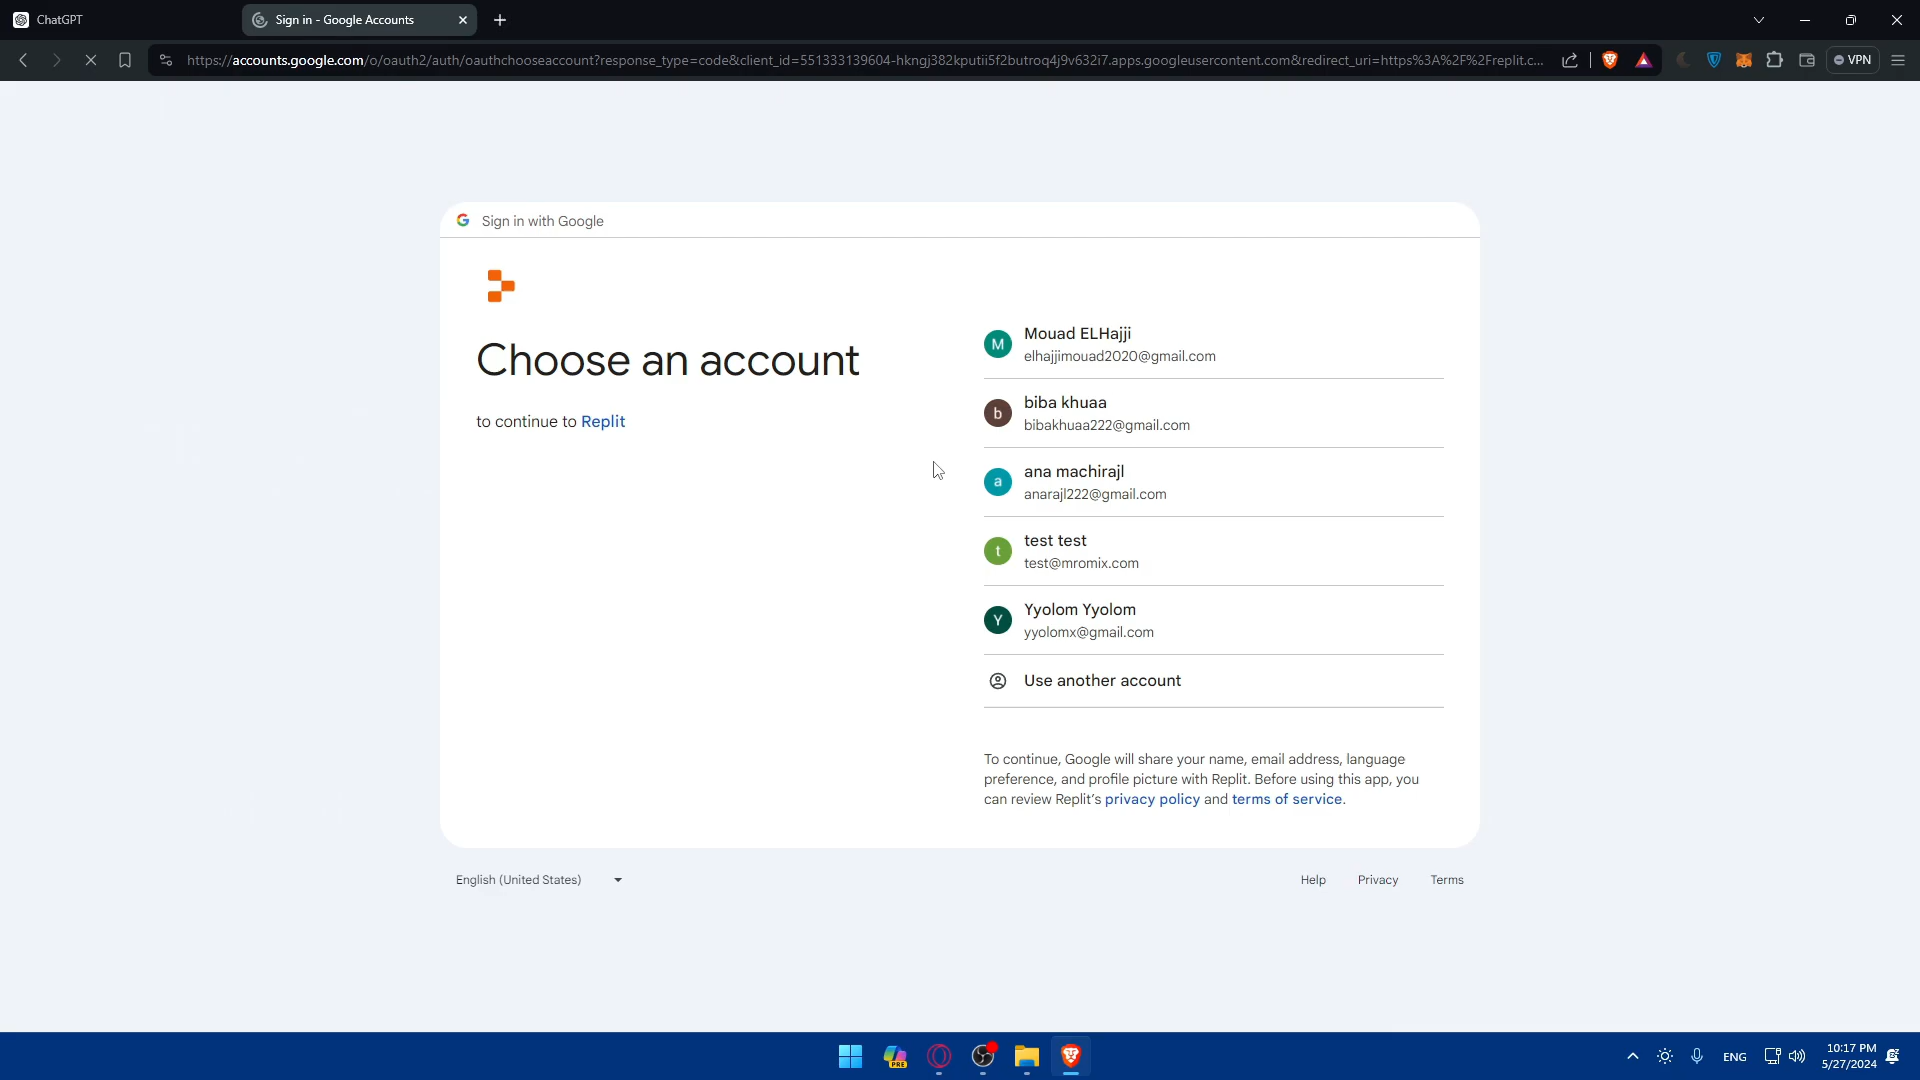 ChatGPT
Sign in - Google Accounts
https://accounts.google.com/o/oauth2/auth/oauthchooseaccount?response_type=code&client_id=551333139604-hkngj382kputii5f2butroq4j9v632i7.apps.googleusercontent.com&redirect_uri=https%3A%2F%2Freplit.c...
VPN
Sign in with Google
Choose an account
to continue to Replit
M
Mouad ELHajji
elhajjimouad2020@gmail.com
b
biba khuaa
bibakhuaa222@gmail.com
a
ana machirajl
anarajl222@gmail.com
t
test test
test@mromix.com
Y
Yyolom Yyolom
yyolomx@gmail.com
Use another account
To continue, Google will share your name, email address, language
preference, and profile picture with Replit. Before using this app, you
can review Replit's privacy policy and terms of service.
English (United States)
Help
Privacy
Terms
PRE
ENG
10:17 PM
5/27/2024